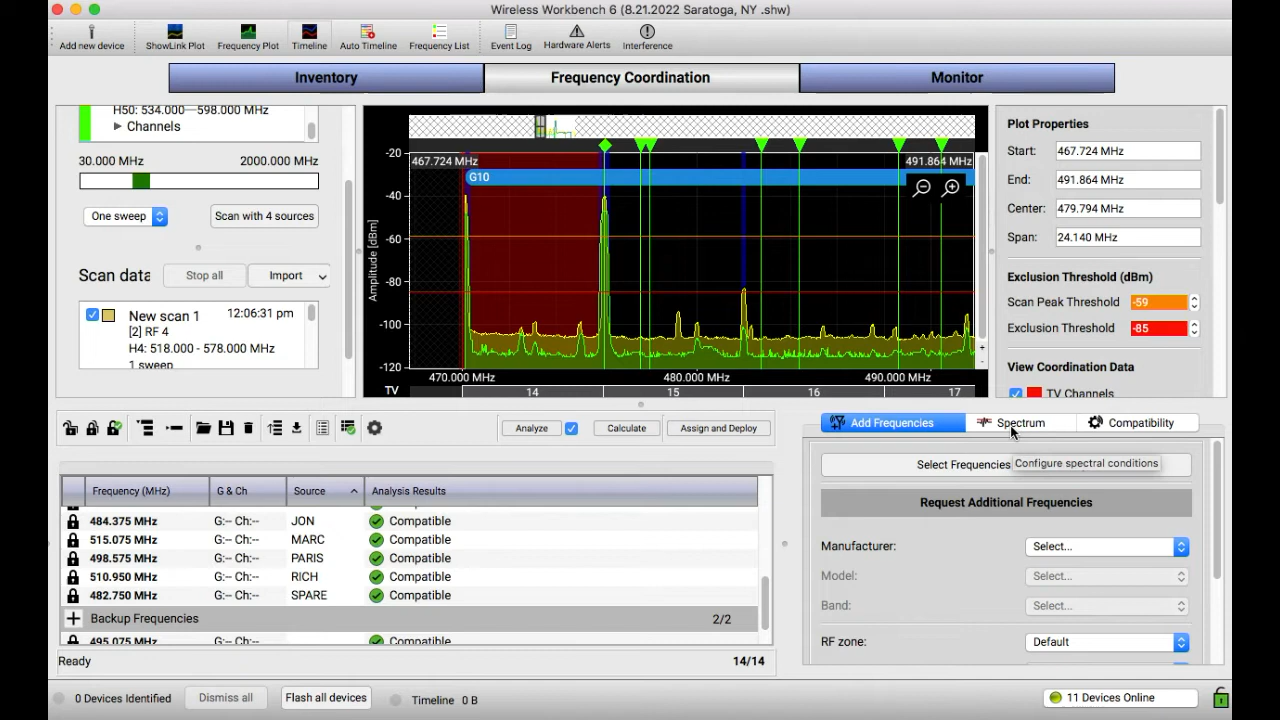 Wireless Workbench 6 (8.21.2022 Saratoga, NY .shw)
Add new device
ShowLink Plot
Frequency Plot
Timeline
Auto Timeline
Frequency List
Event Log
Hardware Alerts
Interference
Inventory
Frequency Coordination
Monitor
H50: 534.000—598.000 MHz
Channels
30.000 MHz
2000.000 MHz
One sweep
Scan with 4 sources
Scan data
Stop all
Import
New scan 1
12:06:31 pm
[2] RF 4
H4: 518.000 - 578.000 MHz
1 sweep
467.724 MHz
491.864 MHz
G10
Amplitude [dBm]
-20
-40
-60
-80
-100
-120
470.000 MHz
480.000 MHz
490.000 MHz
TV
14
15
16
17
Plot Properties
Start: 467.724 MHz
End: 491.864 MHz
Center: 479.794 MHz
Span: 24.140 MHz
Exclusion Threshold (dBm)
Scan Peak Threshold -59
Exclusion Threshold -85
View Coordination Data
TV Channels
Analyze
Calculate
Assign and Deploy
Frequency (MHz) G & Ch Source Analysis Results
484.375 MHz G:-- Ch:-- JON Compatible
515.075 MHz G:-- Ch:-- MARC Compatible
498.575 MHz G:-- Ch:-- PARIS Compatible
510.950 MHz G:-- Ch:-- RICH Compatible
482.750 MHz G:-- Ch:-- SPARE Compatible
Backup Frequencies 2/2
495.075 MHz G:-- Ch:-- Compatible
Ready 14/14
Add Frequencies
Spectrum
Compatibility
Select Frequencies
Configure spectral conditions
Request Additional Frequencies
Manufacturer: Select...
Model: Select...
Band: Select...
RF zone: Default
0 Devices Identified
Dismiss all
Flash all devices
Timeline 0 B
11 Devices Online